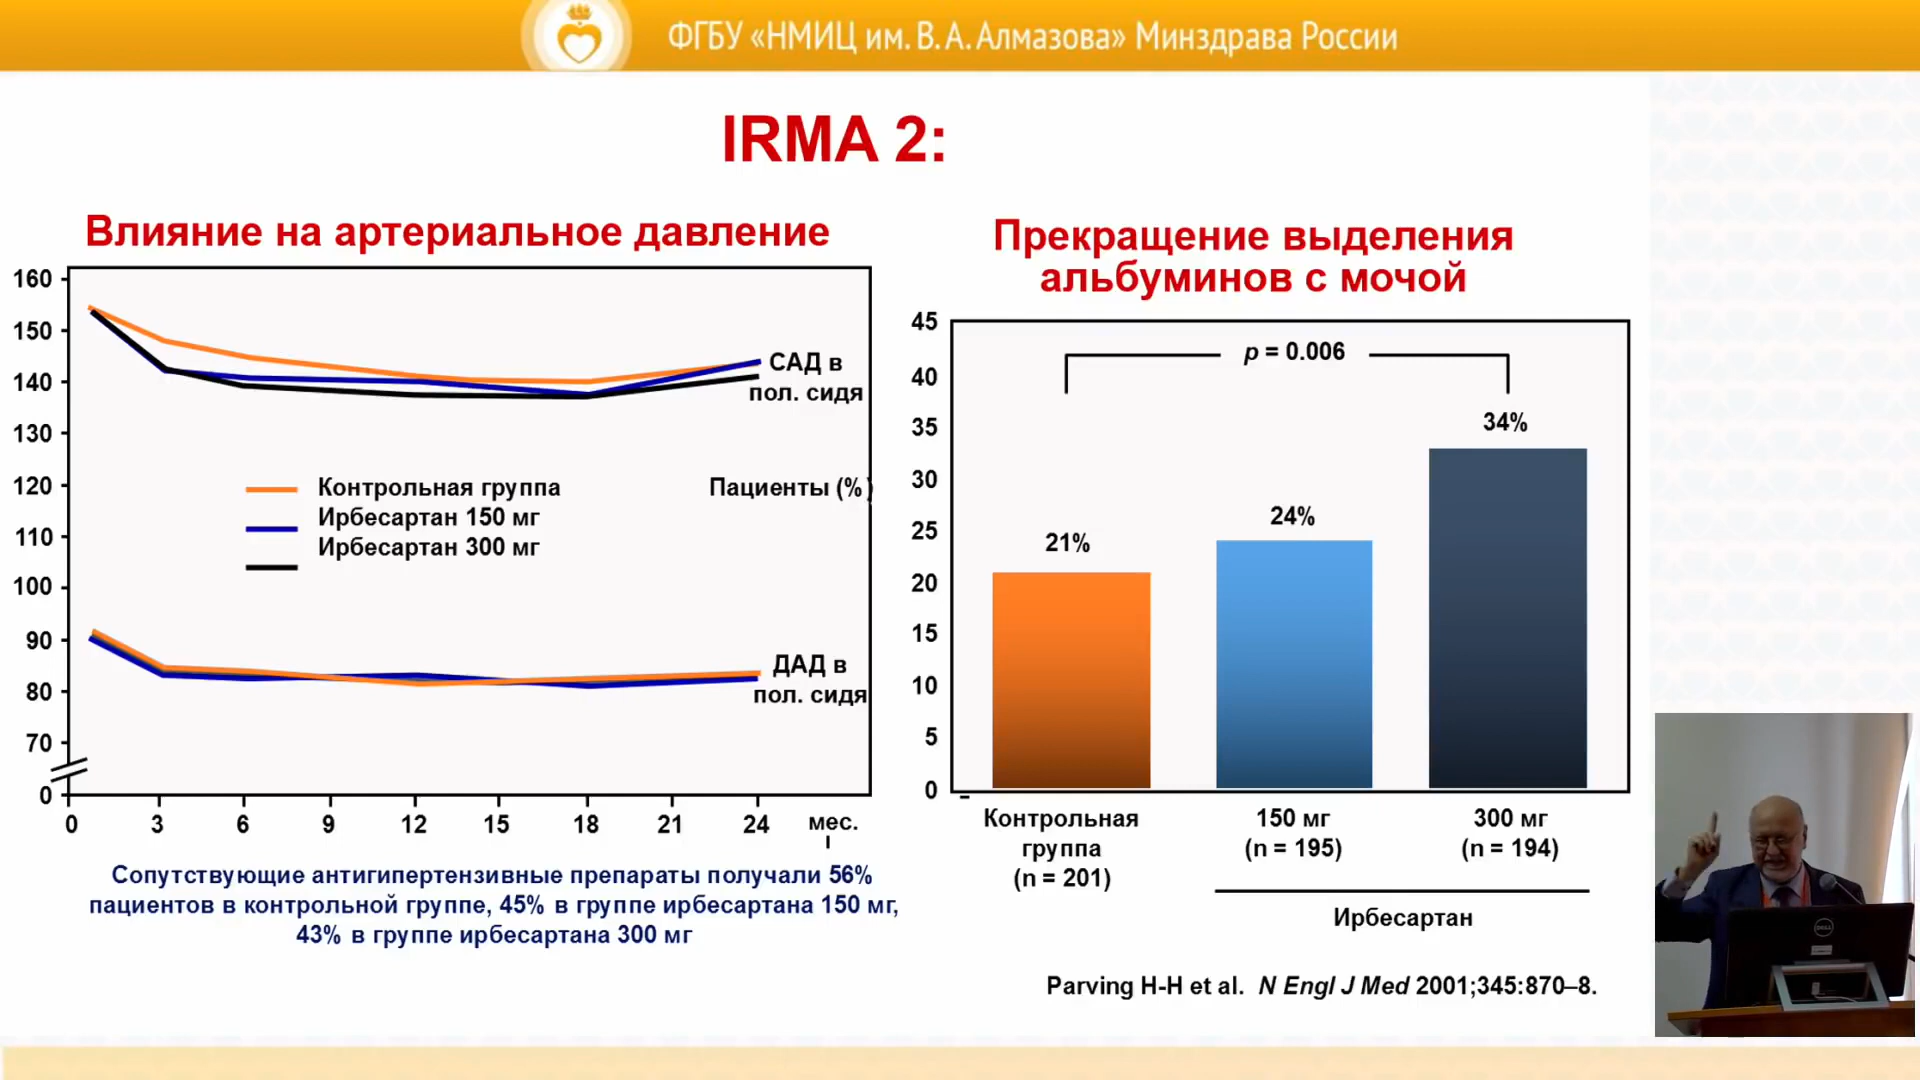 ФГБУ «НМИЦ им. В. А. Алмазова» Минздрава России
IRMA 2:
Влияние на артериальное давление
160
150
140
130
120
110
100
90
80
70
0
САД в
пол. сидя
Контрольная группа
Ирбесартан 150 мг
Ирбесартан 300 мг
ДАД в
пол. сидя
0 3 6 9 12 15 18 21 24 мес.
Сопутствующие антигипертензивные препараты получали 56%
пациентов в контрольной группе, 45% в группе ирбесартана 150 мг,
43% в группе ирбесартана 300 мг
Прекращение выделения
альбуминов с мочой
Пациенты (%)
45
40
35
30
25
20
15
10
5
0
p = 0.006
21%
24%
34%
Контрольная
группа
(n = 201)
150 мг
(n = 195)
300 мг
(n = 194)
Ирбесартан
Parving H-H et al. N Engl J Med 2001;345:870–8.
DELL